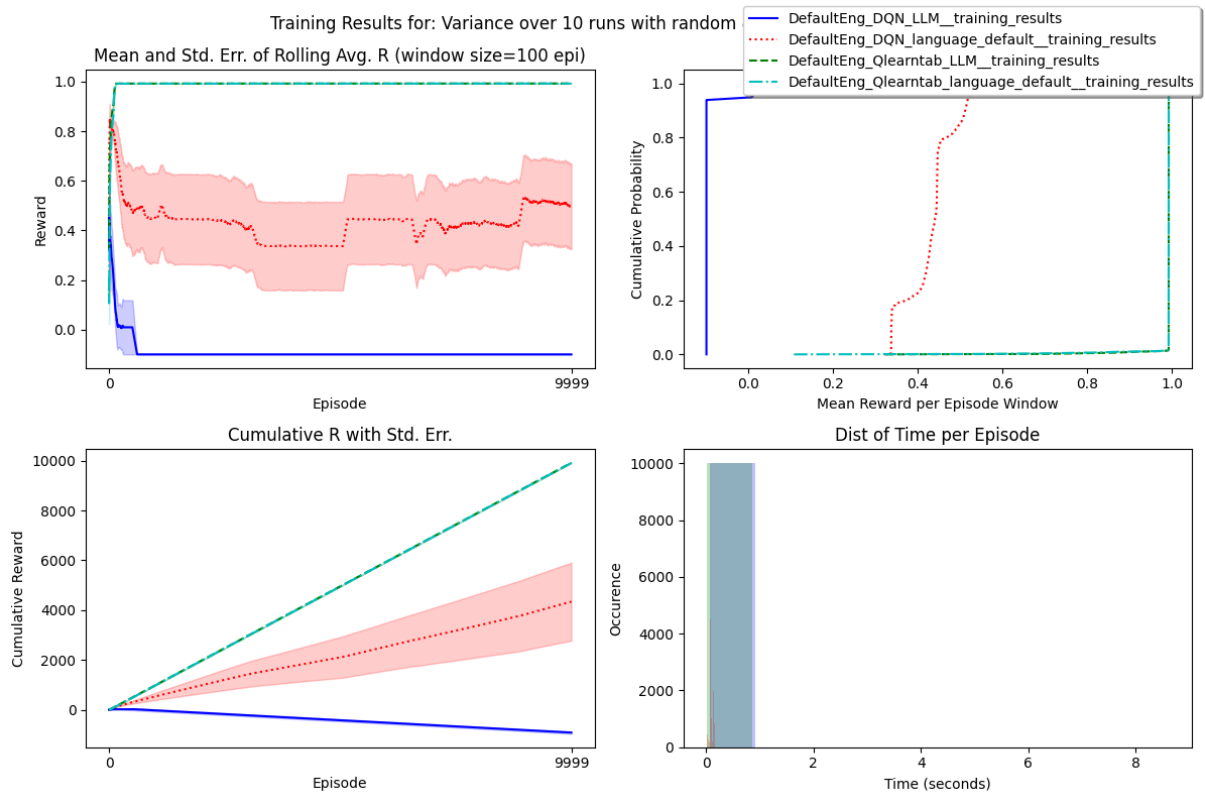 Training Results for: Variance over 10 runs with random
DefaultEng_DQN_LLM__training_results
DefaultEng_DQN_language_default__training_results
DefaultEng_Qlearntab_LLM__training_results
DefaultEng_Qlearntab_language_default__training_results
Mean and Std. Err. of Rolling Avg. R (window size=100 epi)
1.0
0.8
0.6
0.4
0.2
0.0
Reward
0
9999
Episode
1.0
0.8
0.6
0.4
0.2
0.0
Cumulative Probability
0.0
0.2
0.4
0.6
0.8
1.0
Mean Reward per Episode Window
Cumulative R with Std. Err.
10000
8000
6000
4000
2000
0
Cumulative Reward
0
9999
Episode
Dist of Time per Episode
10000
8000
6000
4000
2000
0
Occurence
0
2
4
6
8
Time (seconds)